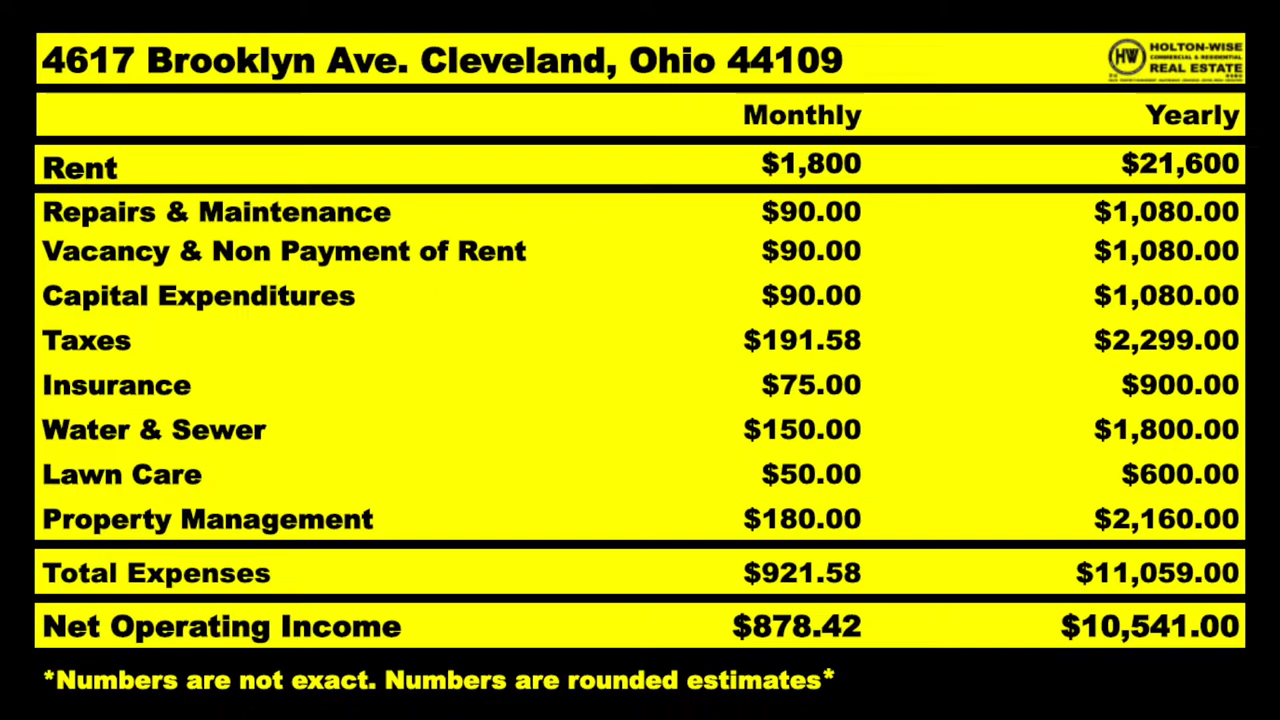 4617 Brooklyn Ave. Cleveland, Ohio 44109
HOLTON-WISE
COMMERCIAL & RESIDENTIAL
REAL ESTATE
HW
Monthly Yearly
Rent $1,800 $21,600
Repairs & Maintenance $90.00 $1,080.00
Vacancy & Non Payment of Rent $90.00 $1,080.00
Capital Expenditures $90.00 $1,080.00
Taxes $191.58 $2,299.00
Insurance $75.00 $900.00
Water & Sewer $150.00 $1,800.00
Lawn Care $50.00 $600.00
Property Management $180.00 $2,160.00
Total Expenses $921.58 $11,059.00
Net Operating Income $878.42 $10,541.00
*Numbers are not exact. Numbers are rounded estimates*